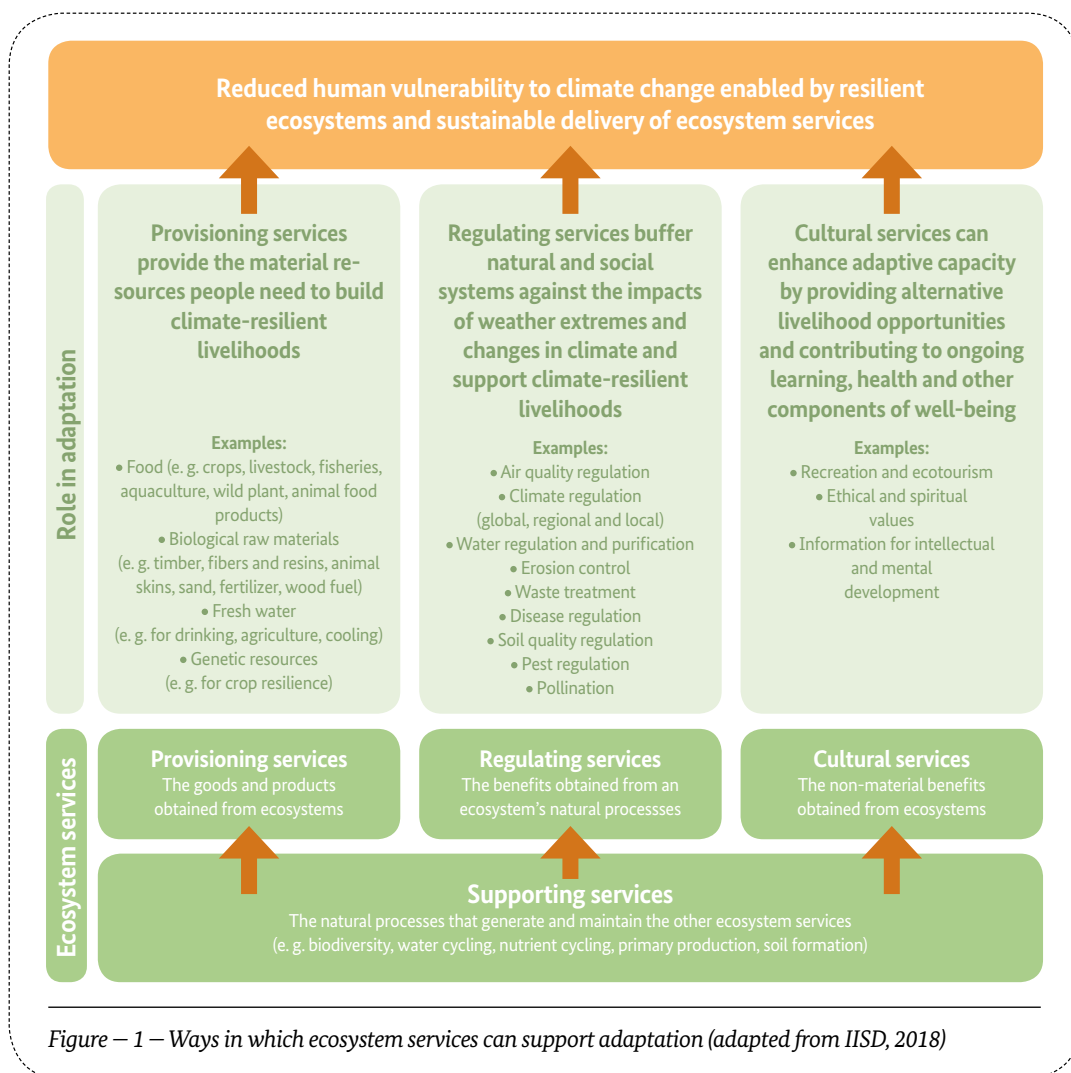 Reduced human vulnerability to climate change enabled by resilient
ecosystems and sustainable delivery of ecosystem services
Role in adaptation
Provisioning services
provide the material re-
sources people need to build
climate-resilient
livelihoods
Examples:
• Food (e. g. crops, livestock, fisheries,
aquaculture, wild plant, animal food
products)
• Biological raw materials
(e. g. timber, fibers and resins, animal
skins, sand, fertilizer, wood fuel)
• Fresh water
(e. g. for drinking, agriculture, cooling)
• Genetic resources
(e. g. for crop resilience)
Regulating services buffer
natural and social
systems against the impacts
of weather extremes and
changes in climate and
support climate-resilient
livelihoods
Examples:
• Air quality regulation
• Climate regulation
(global, regional and local)
• Water regulation and purification
• Erosion control
• Waste treatment
• Disease regulation
• Soil quality regulation
• Pest regulation
• Pollination
Cultural services can
enhance adaptive capacity
by providing alternative
livelihood opportunities
and contributing to ongoing
learning, health and other
components of well-being
Examples:
• Recreation and ecotourism
• Ethical and spiritual
values
• Information for intellectual
and mental
development
Ecosystem services
Provisioning services
The goods and products
obtained from ecosystems
Regulating services
The benefits obtained from an
ecosystem's natural processses
Cultural services
The non-material benefits
obtained from ecosystems
Supporting services
The natural processes that generate and maintain the other ecosystem services
(e. g. biodiversity, water cycling, nutrient cycling, primary production, soil formation)
Figure – 1 – Ways in which ecosystem services can support adaptation (adapted from IISD, 2018)